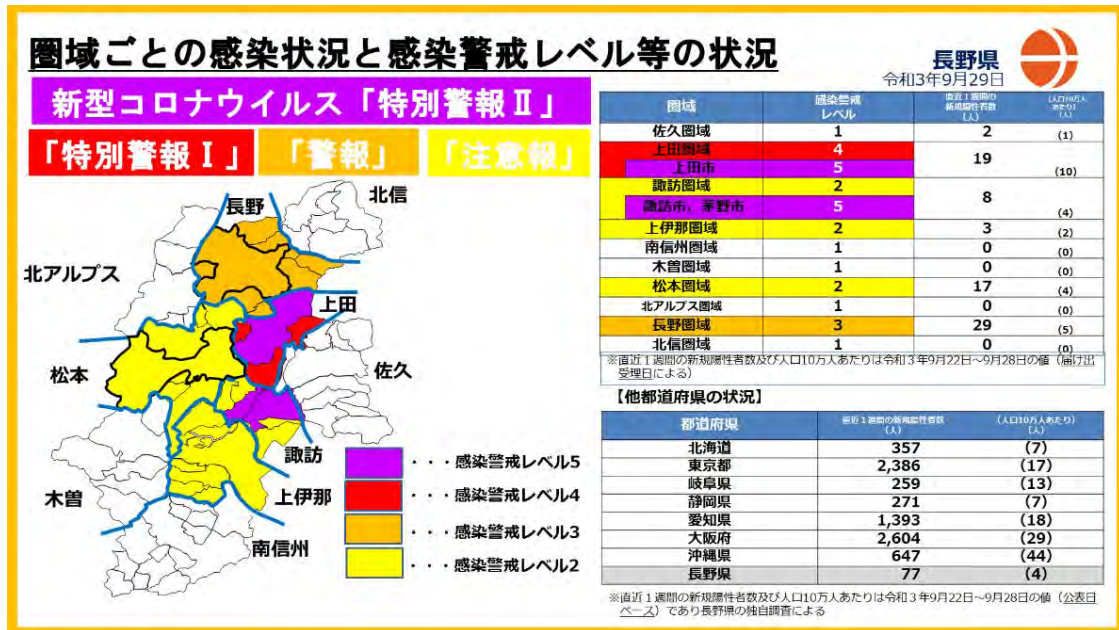 圏域ごとの感染状況と感染警戒レベル等の状況
長野県
令和3年9月29日
新型コロナウイルス「特別警報Ⅱ」
「特別警報Ⅰ」
「警報」
「注意報」
北信
長野
北アルプス
上田
松本
佐久
諏訪
木曽
上伊那
南信州
・・・感染警戒レベル5
・・・感染警戒レベル4
・・・感染警戒レベル3
・・・感染警戒レベル2
圏域 感染警戒レベル 直近1週間の新規陽性者数(人) (人口10万人あたり)(人)
佐久圏域 1 2 (1)
上田圏域 4 19 (10)
上田市 5
諏訪圏域 2 8 (4)
諏訪市,茅野市 5
上伊那圏域 2 3 (2)
南信州圏域 1 0 (0)
木曽圏域 1 0 (0)
松本圏域 2 17 (4)
北アルプス圏域 1 0 (0)
長野圏域 3 29 (5)
北信圏域 1 0 (0)
※直近1週間の新規陽性者数及び人口10万人あたりは令和3年9月22日~9月28日の値(届け出
受理日による)
【他都道府県の状況】
都道府県 直近1週間の新規陽性者数(人) (人口10万人あたり)(人)
北海道 357 (7)
東京都 2,386 (17)
岐阜県 259 (13)
静岡県 271 (7)
愛知県 1,393 (18)
大阪府 2,604 (29)
沖縄県 647 (44)
長野県 77 (4)
※直近1週間の新規陽性者数及び人口10万人あたりは令和3年9月22日~9月28日の値(公表日
ベース)であり長野県の独自調査による